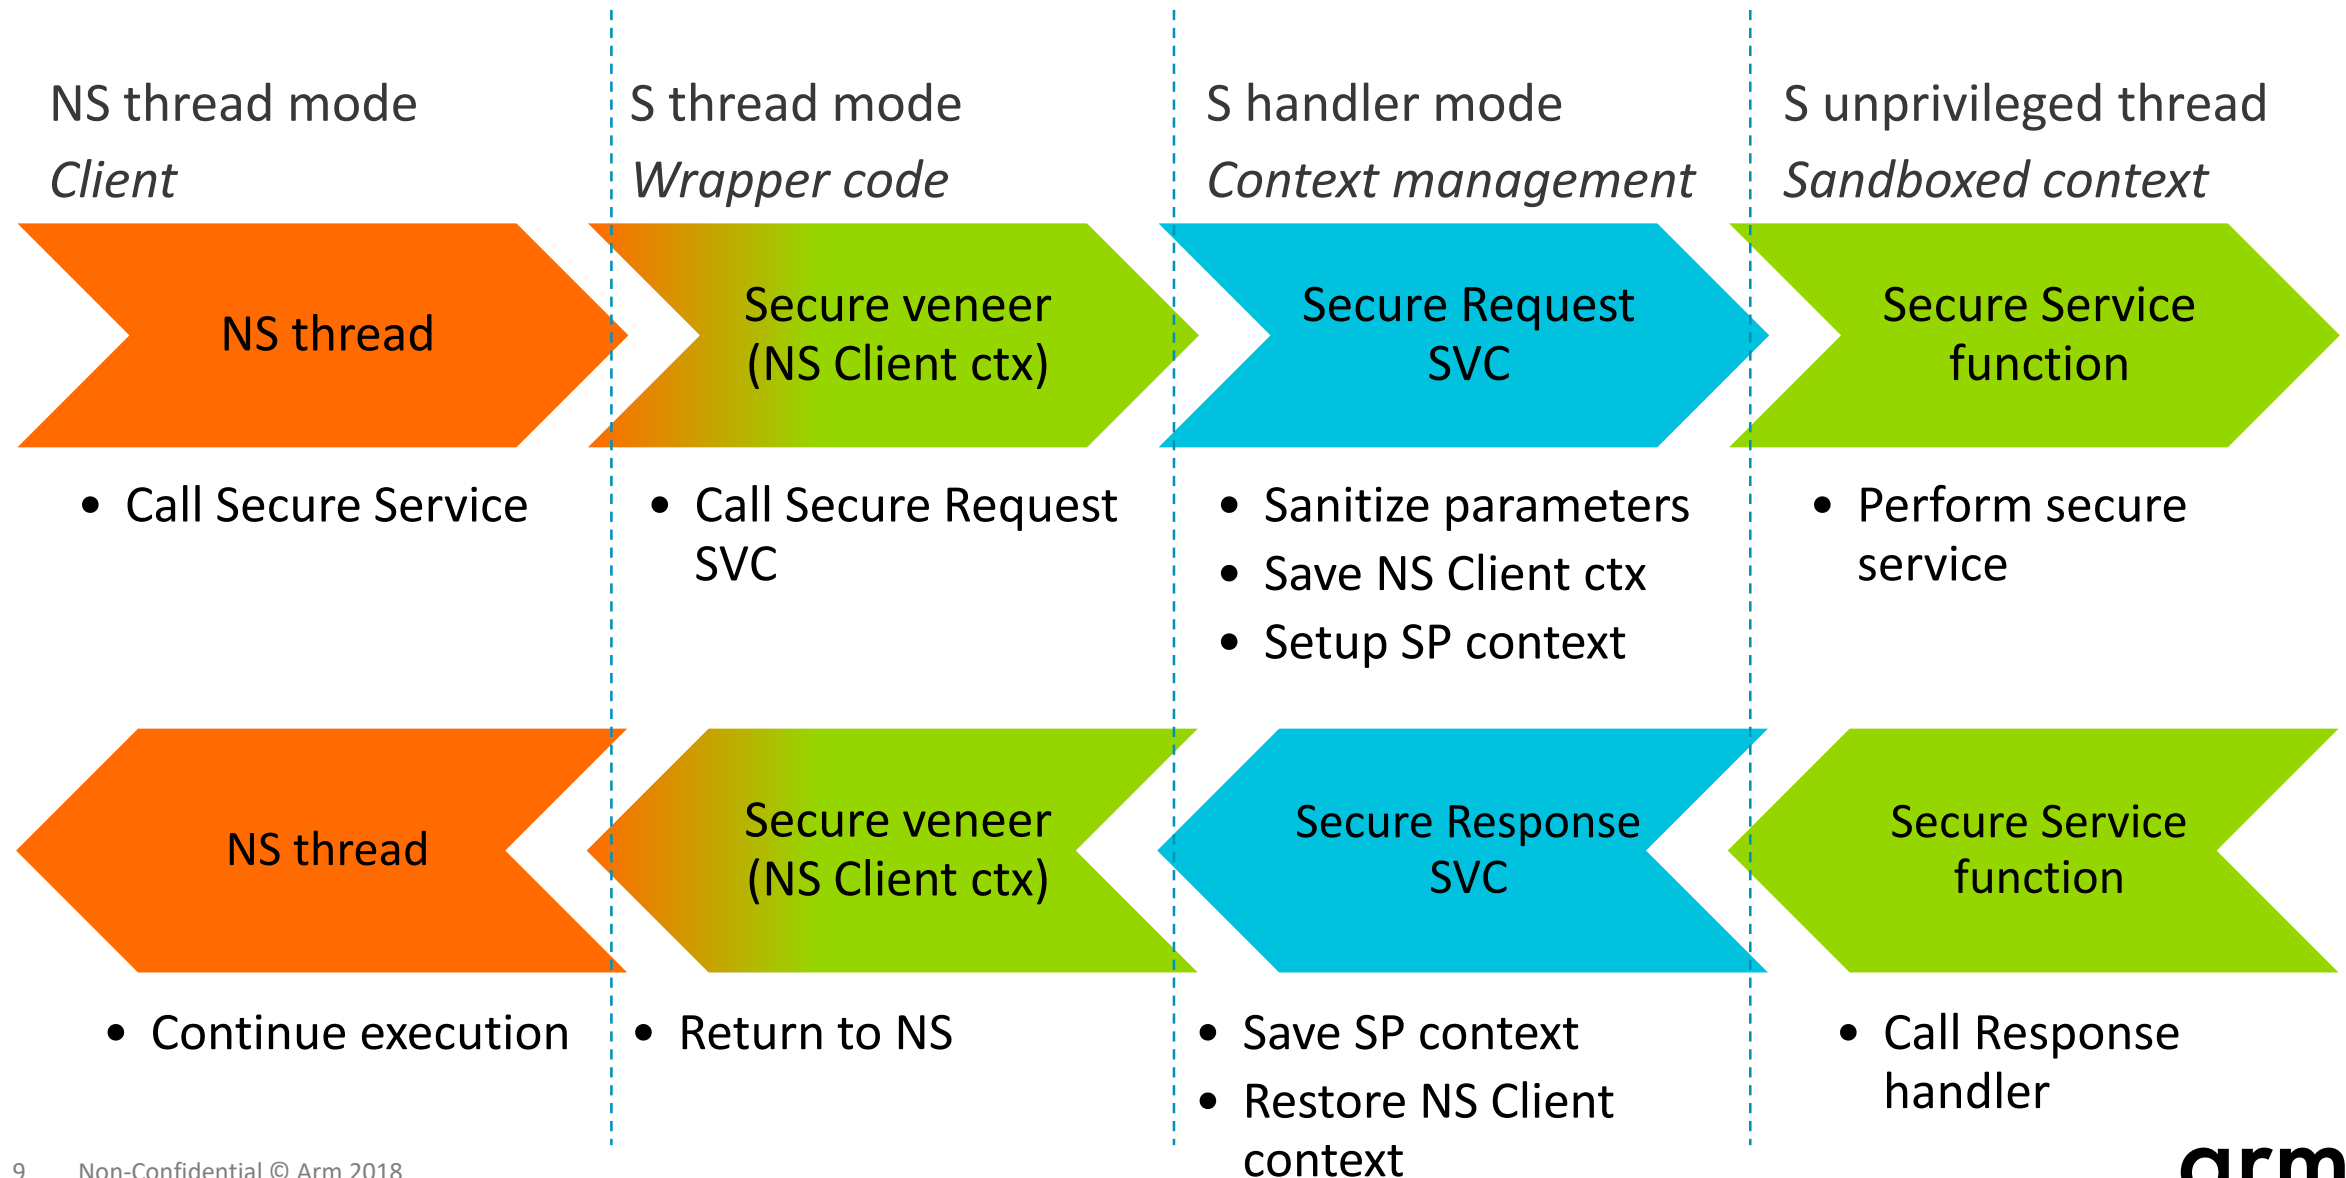 NS thread mode
Client
S thread mode
Wrapper code
S handler mode
Context management
S unprivileged thread
Sandboxed context
NS thread
Secure veneer
(NS Client ctx)
Secure Request
SVC
Secure Service
function
• Call Secure Service
• Call Secure Request
SVC
• Sanitize parameters
• Save NS Client ctx
• Setup SP context
• Perform secure
service
NS thread
Secure veneer
(NS Client ctx)
Secure Response
SVC
Secure Service
function
• Continue execution
• Return to NS
• Save SP context
• Restore NS Client
context
• Call Response
handler
9 Non-Confidential © Arm 2018
arm